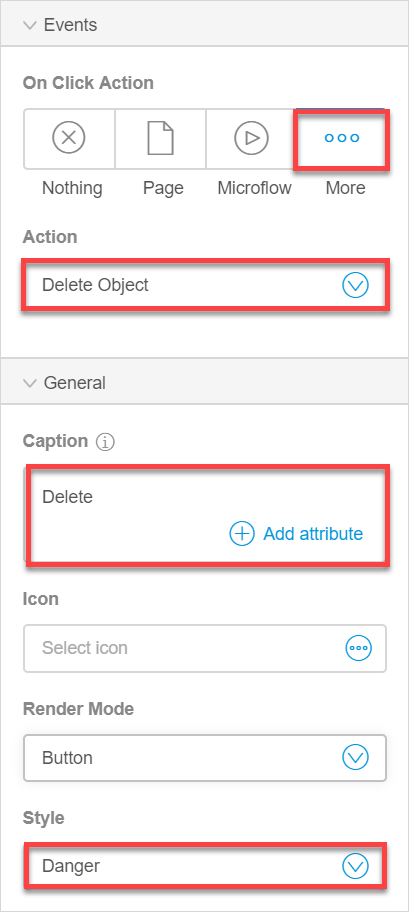 Events
On Click Action
Nothing Page Microflow More
Action
Delete Object
General
Caption
Delete
Add attribute
Icon
Select icon
Render Mode
Button
Style
Danger